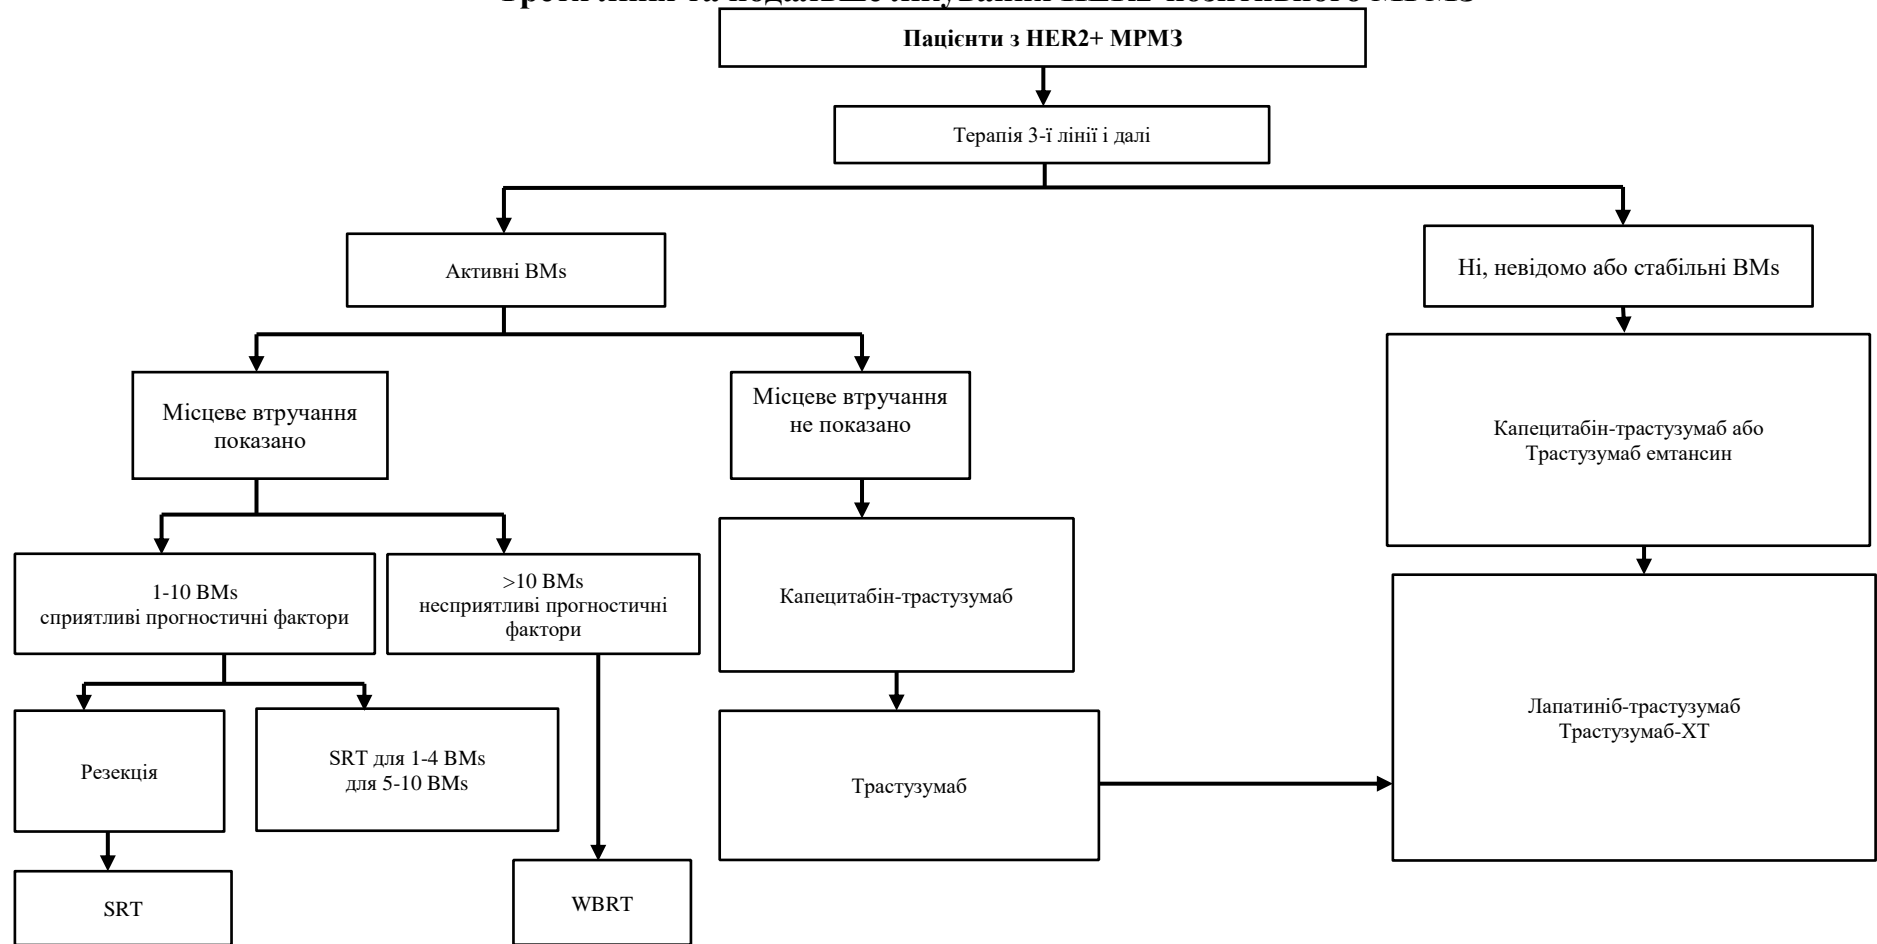 Пацієнти з HER2+ МРМЗ
Терапія 3-ї лінії і далі
Активні BMs
Ні, невідомо або стабільні BMs
Місцеве втручання
показано
Місцеве втручання
не показано
Капецитабін-трастузумаб або
Трастузумаб емтансин
1-10 BMs
сприятливі прогностичні фактори
>10 BMs
несприятливі прогностичні
фактори
Капецитабін-трастузумаб
Резекція
SRT для 1-4 BMs
для 5-10 BMs
Трастузумаб
Лапатиніб-трастузумаб
Трастузумаб-ХТ
SRT
WBRT